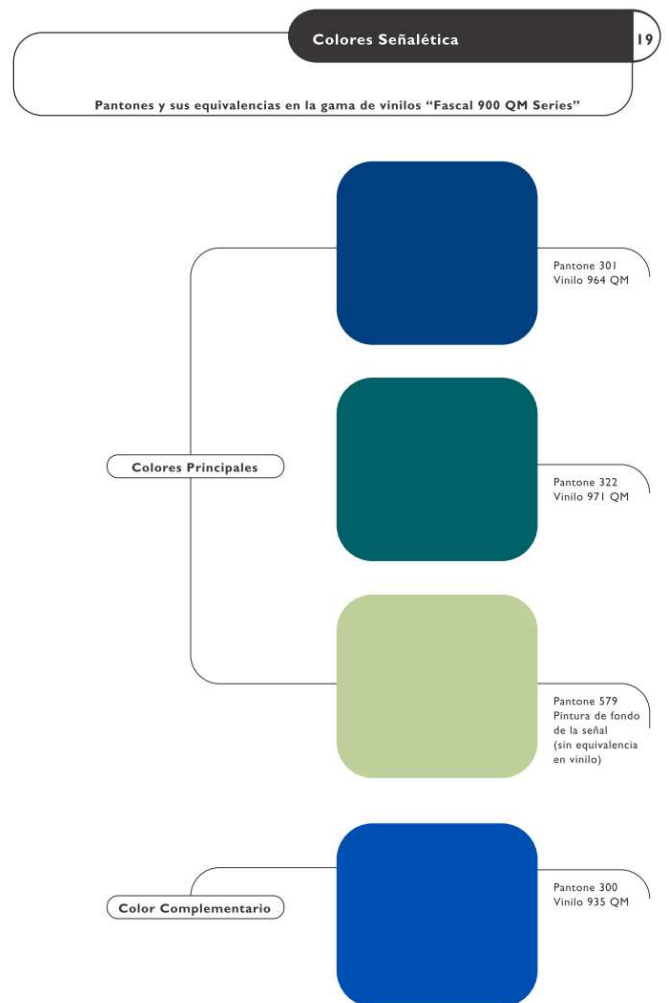 Colores Señalética
19
Pantones y sus equivalencias en la gama de vinilos “Fascal 900 QM Series”
Pantone 301
Vinilo 964 QM
Colores Principales
Pantone 322
Vinilo 971 QM
Pantone 579
Pintura de fondo
de la señal
(sin equivalencia
en vinilo)
Color Complementario
Pantone 300
Vinilo 935 QM